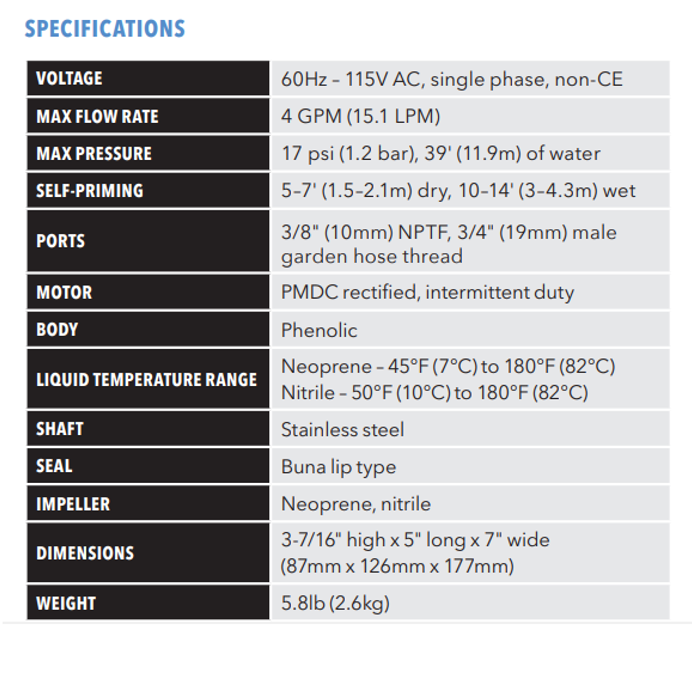 SPECIFICATIONS
VOLTAGE 60Hz – 115V AC, single phase, non-CE
MAX FLOW RATE 4 GPM (15.1 LPM)
MAX PRESSURE 17 psi (1.2 bar), 39' (11.9m) of water
SELF-PRIMING 5–7' (1.5–2.1m) dry, 10–14' (3–4.3m) wet
PORTS 3/8" (10mm) NPTF, 3/4" (19mm) male
garden hose thread
MOTOR PMDC rectified, intermittent duty
BODY Phenolic
LIQUID TEMPERATURE RANGE Neoprene – 45°F (7°C) to 180°F (82°C)
Nitrile – 50°F (10°C) to 180°F (82°C)
SHAFT Stainless steel
SEAL Buna lip type
IMPELLER Neoprene, nitrile
DIMENSIONS 3-7/16" high x 5" long x 7" wide
(87mm x 126mm x 177mm)
WEIGHT 5.8lb (2.6kg)